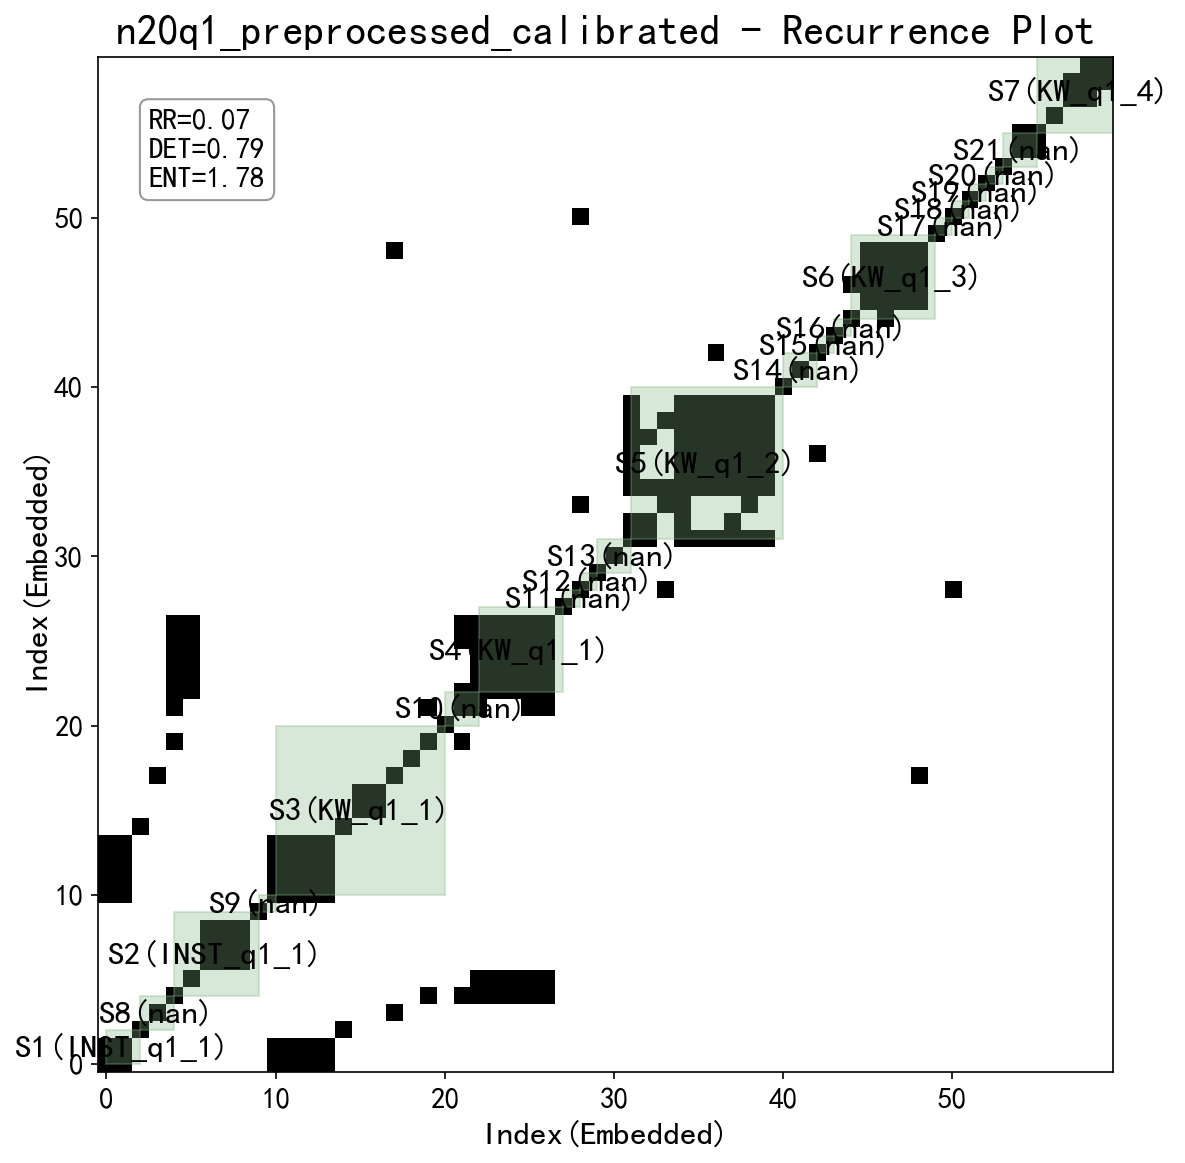 n20q1_preprocessed_calibrated - Recurrence Plot
RR=0.07
DET=0.79
ENT=1.78
S7(KW_q1_4)
S21(nan)
S20(nan)
S19(nan)
S18(nan)
S17(nan)
S6(KW_q1_3)
S16(nan)
S15(nan)
S14(nan)
S5(KW_q1_2)
S13(nan)
S12(nan)
S11(nan)
S4(KW_q1_1)
S10(nan)
S3(KW_q1_1)
S9(nan)
S2(INST_q1_1)
S8(nan)
S1(INST_q1_1)
50
40
30
20
10
0
Index(Embedded)
0 10 20 30 40 50
Index(Embedded)